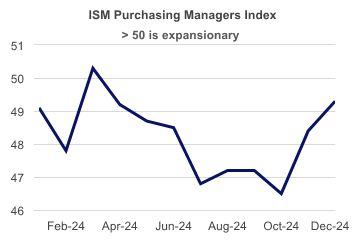 ISM Purchasing Managers Index
> 50 is expansionary
51
50
49
48
47
46
Feb-24 Apr-24 Jun-24 Aug-24 Oct-24 Dec-24